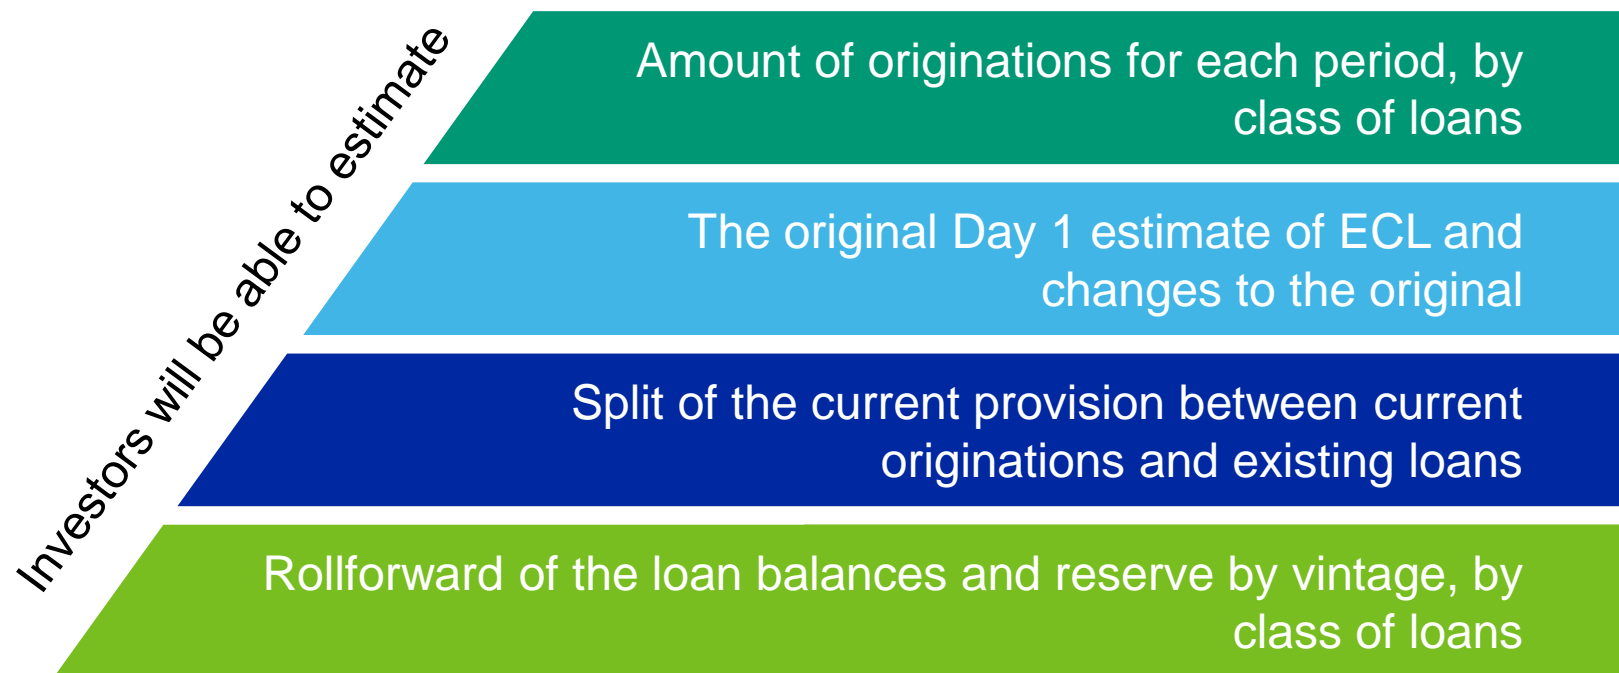 Investors will be able to estimate
Amount of originations for each period, by
class of loans
The original Day 1 estimate of ECL and
changes to the original
Split of the current provision between current
originations and existing loans
Rollforward of the loan balances and reserve by vintage, by
class of loans